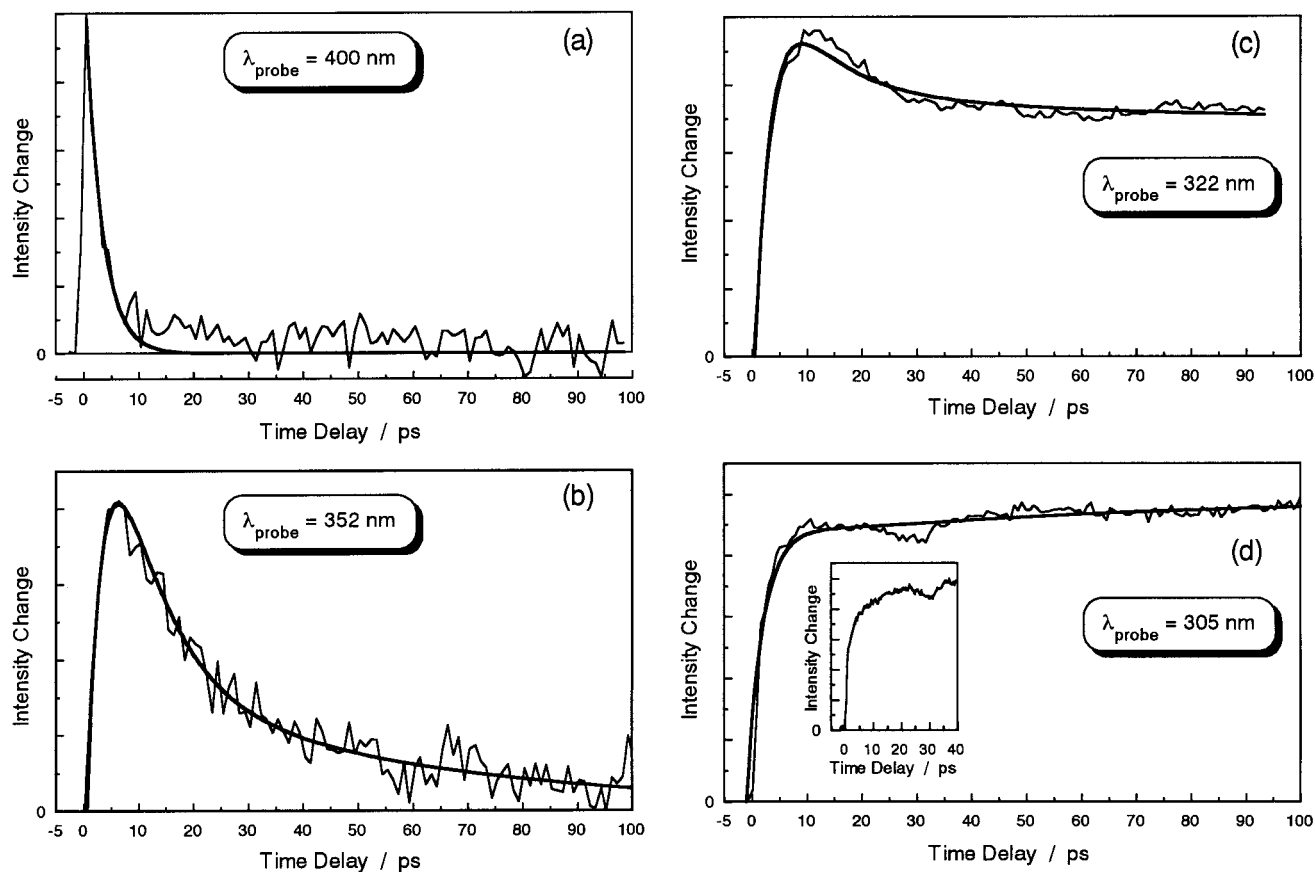 (a)
λprobe = 400 nm
Intensity Change
0
-5 0 10 20 30 40 50 60 70 80 90 100
Time Delay / ps
(b)
λprobe = 352 nm
Intensity Change
0
-5 0 10 20 30 40 50 60 70 80 90 100
Time Delay / ps
(c)
λprobe = 322 nm
Intensity Change
0
-5 0 10 20 30 40 50 60 70 80 90 100
Time Delay / ps
(d)
λprobe = 305 nm
Intensity Change
0
-5 0 10 20 30 40 50 60 70 80 90 100
Time Delay / ps
Intensity Change
0
-5 0 10 20 30 40
Time Delay / ps